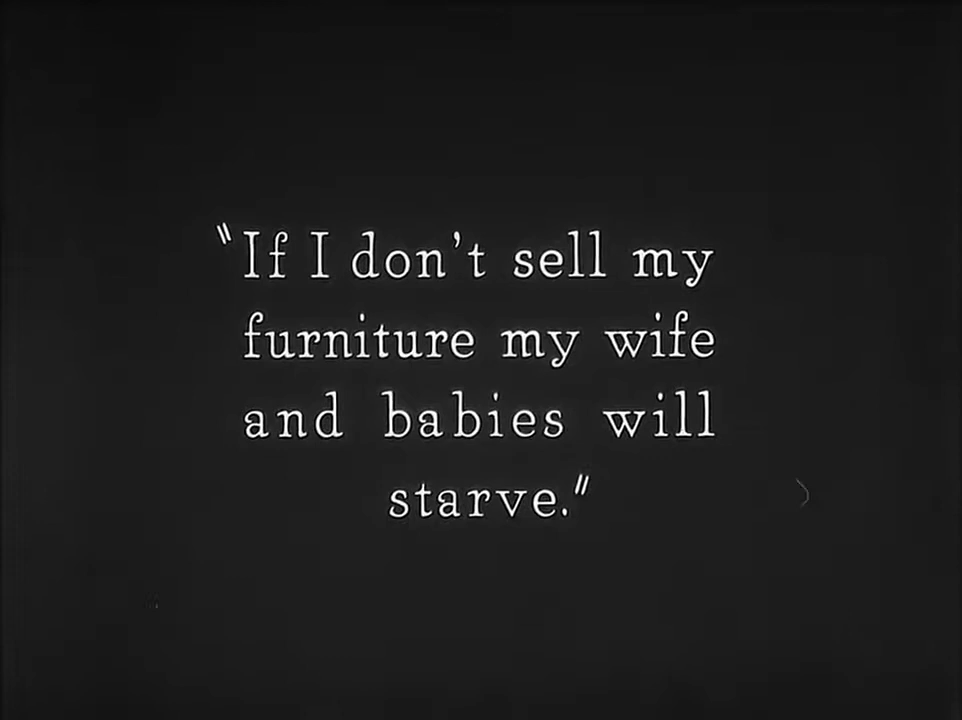 "If I don't sell my
furniture my wife
and babies will
starve."